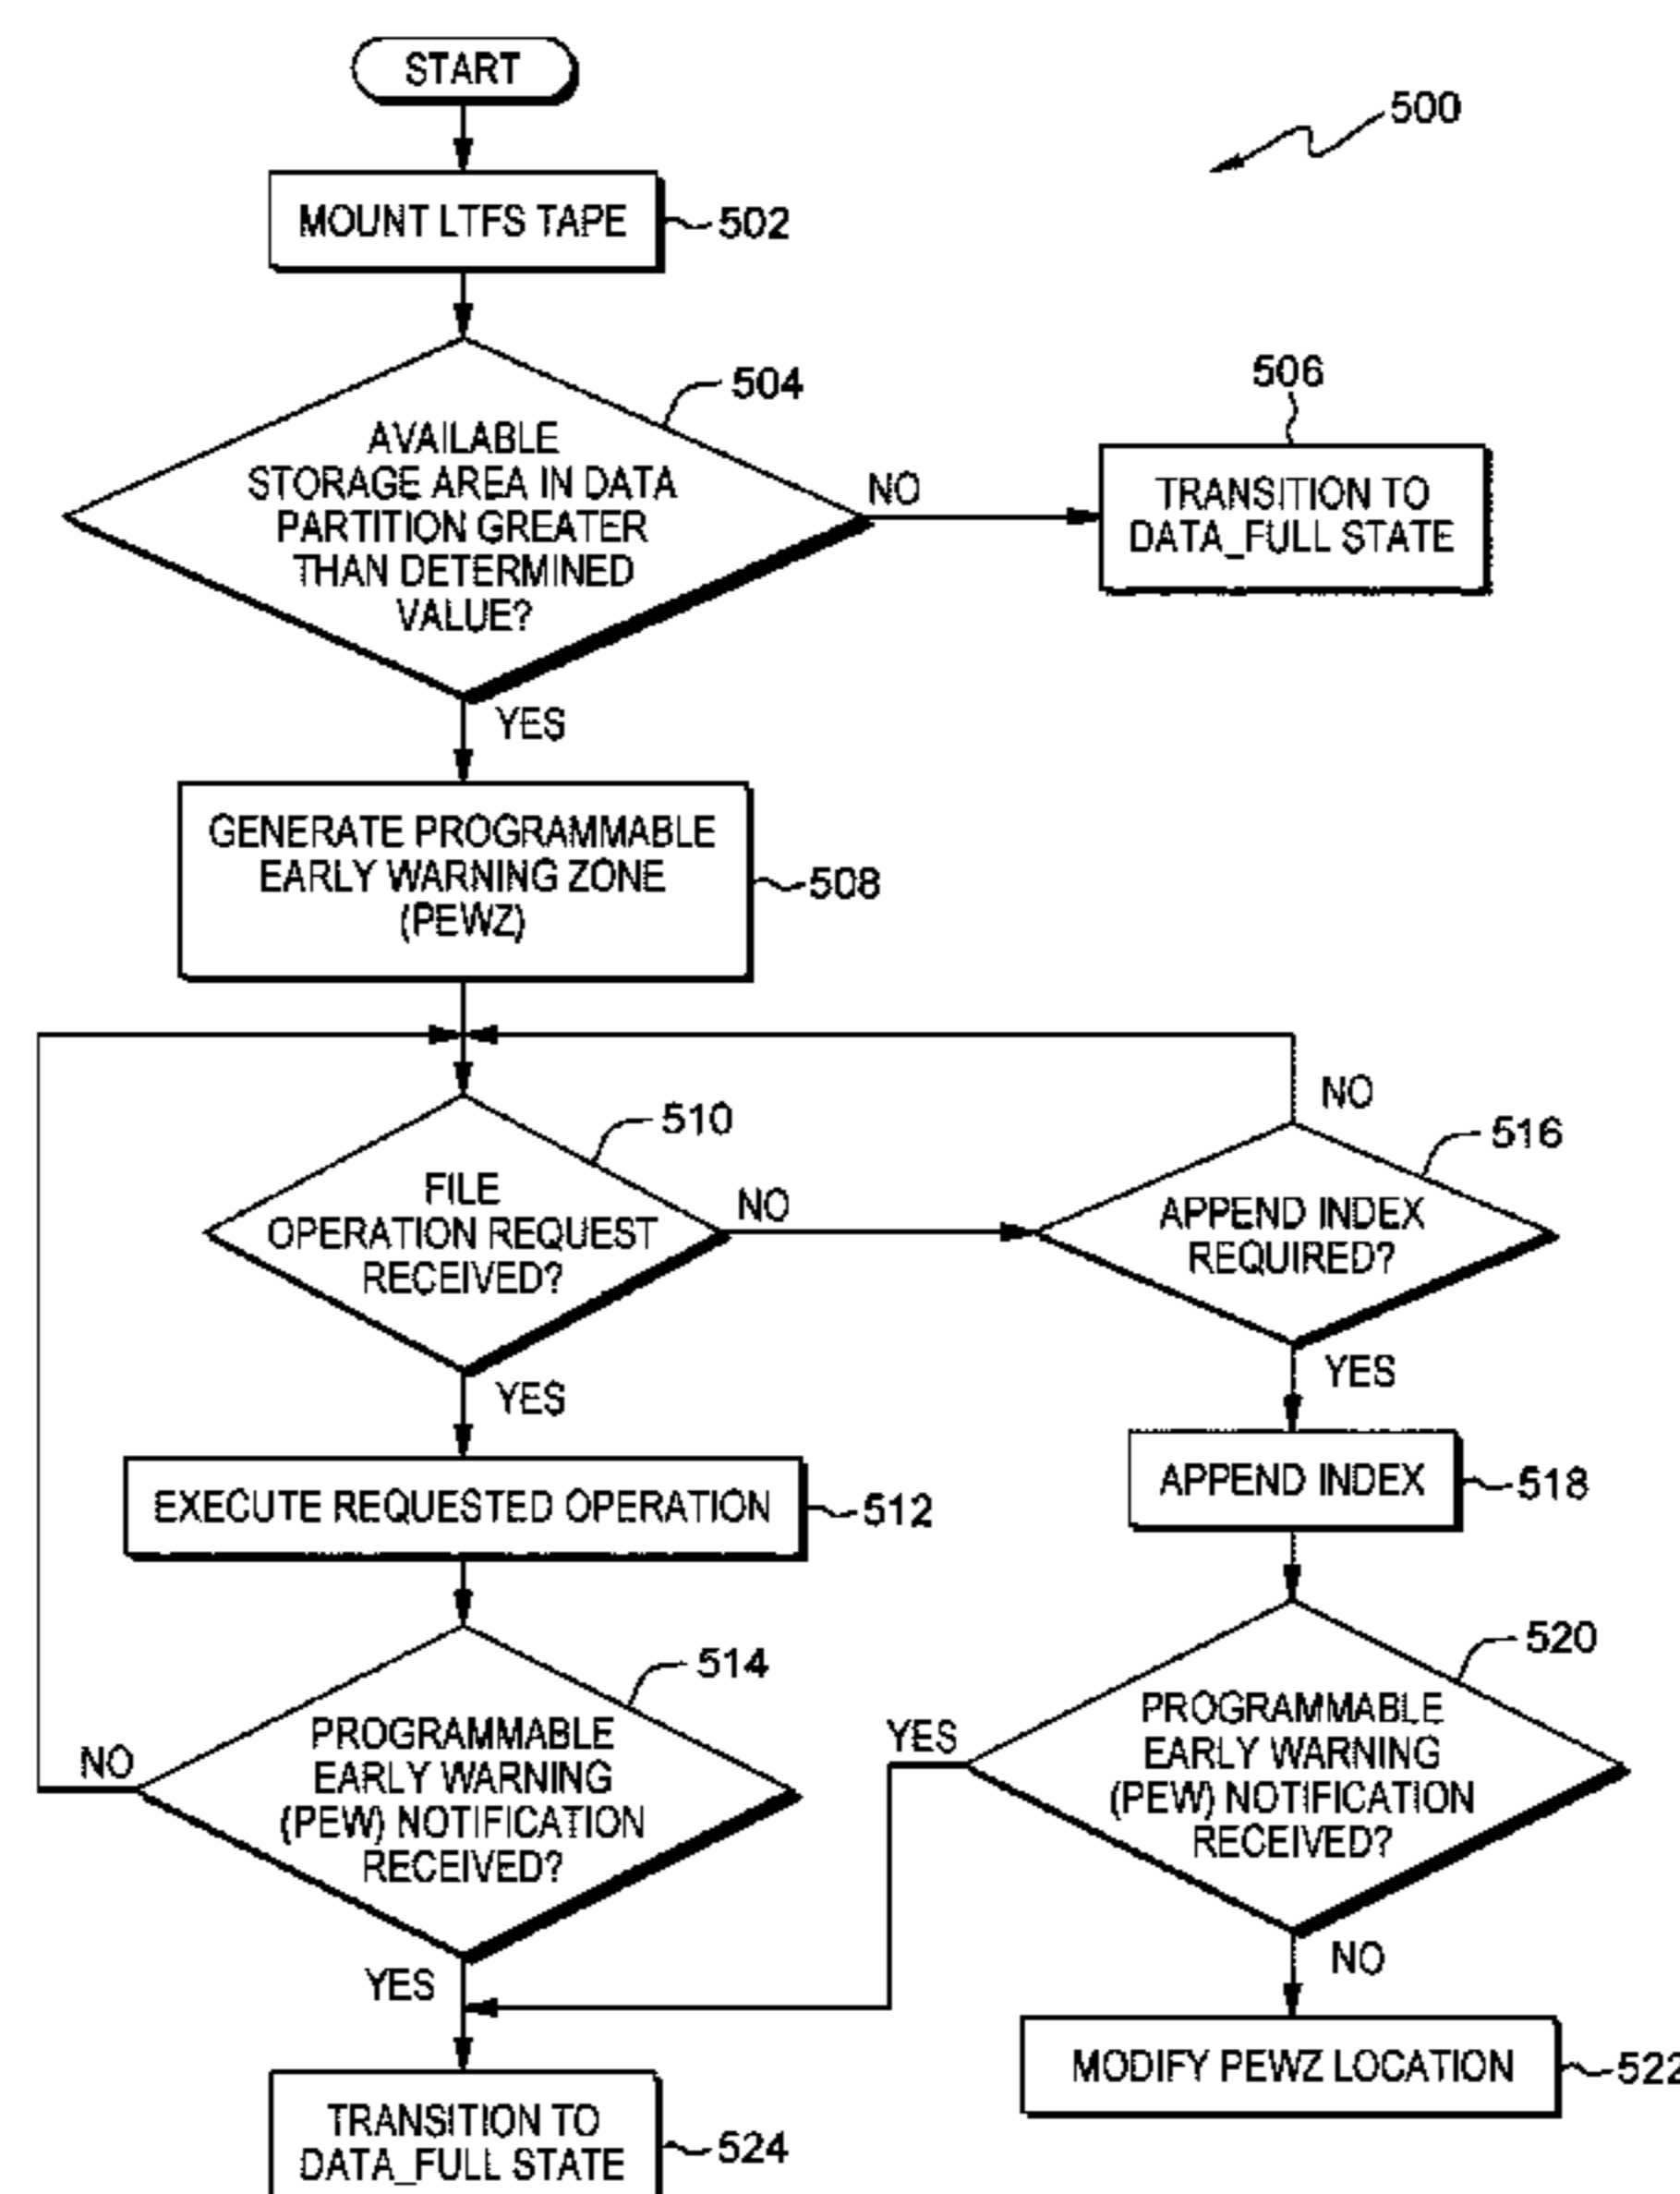 START
500
MOUNT LTFS TAPE
502
504
AVAILABLE
STORAGE AREA IN DATA
PARTITION GREATER
THAN DETERMINED
VALUE?
NO
506
TRANSITION TO
DATA_FULL STATE
YES
GENERATE PROGRAMMABLE
EARLY WARNING ZONE
(PEWZ)
508
510
FILE
OPERATION REQUEST
RECEIVED?
NO
NO
516
APPEND INDEX
REQUIRED?
YES
YES
EXECUTE REQUESTED OPERATION
512
APPEND INDEX
518
514
PROGRAMMABLE
EARLY WARNING
(PEW) NOTIFICATION
RECEIVED?
NO
520
PROGRAMMABLE
EARLY WARNING
(PEW) NOTIFICATION
RECEIVED?
YES
YES
NO
MODIFY PEWZ LOCATION
522
TRANSITION TO
DATA_FULL STATE
524